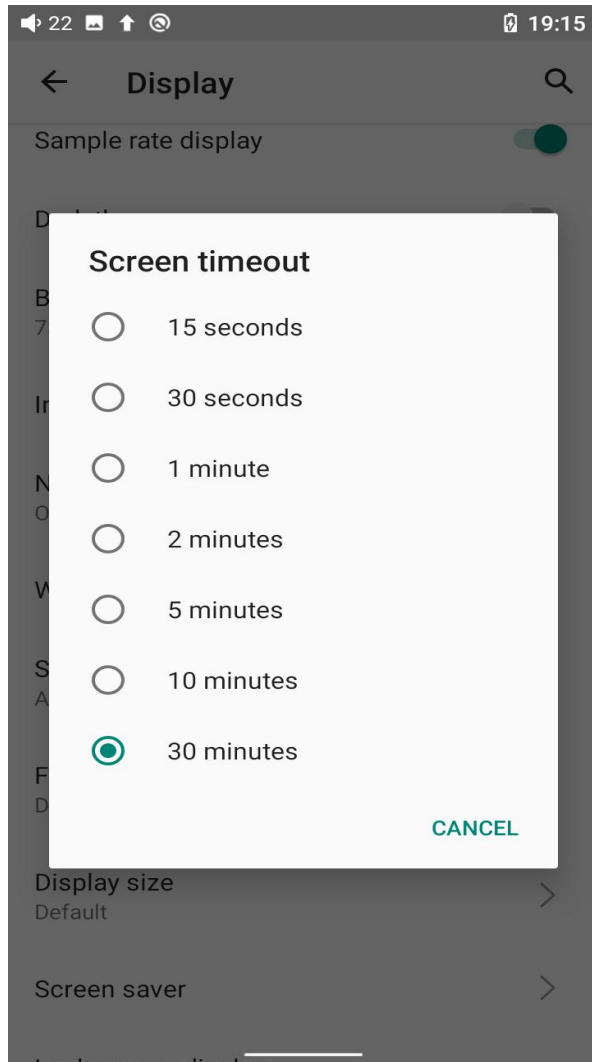 22
19:15
Display
Sample rate display
Screen timeout
15 seconds
30 seconds
1 minute
2 minutes
5 minutes
10 minutes
30 minutes
CANCEL
Display size
Default
Screen saver